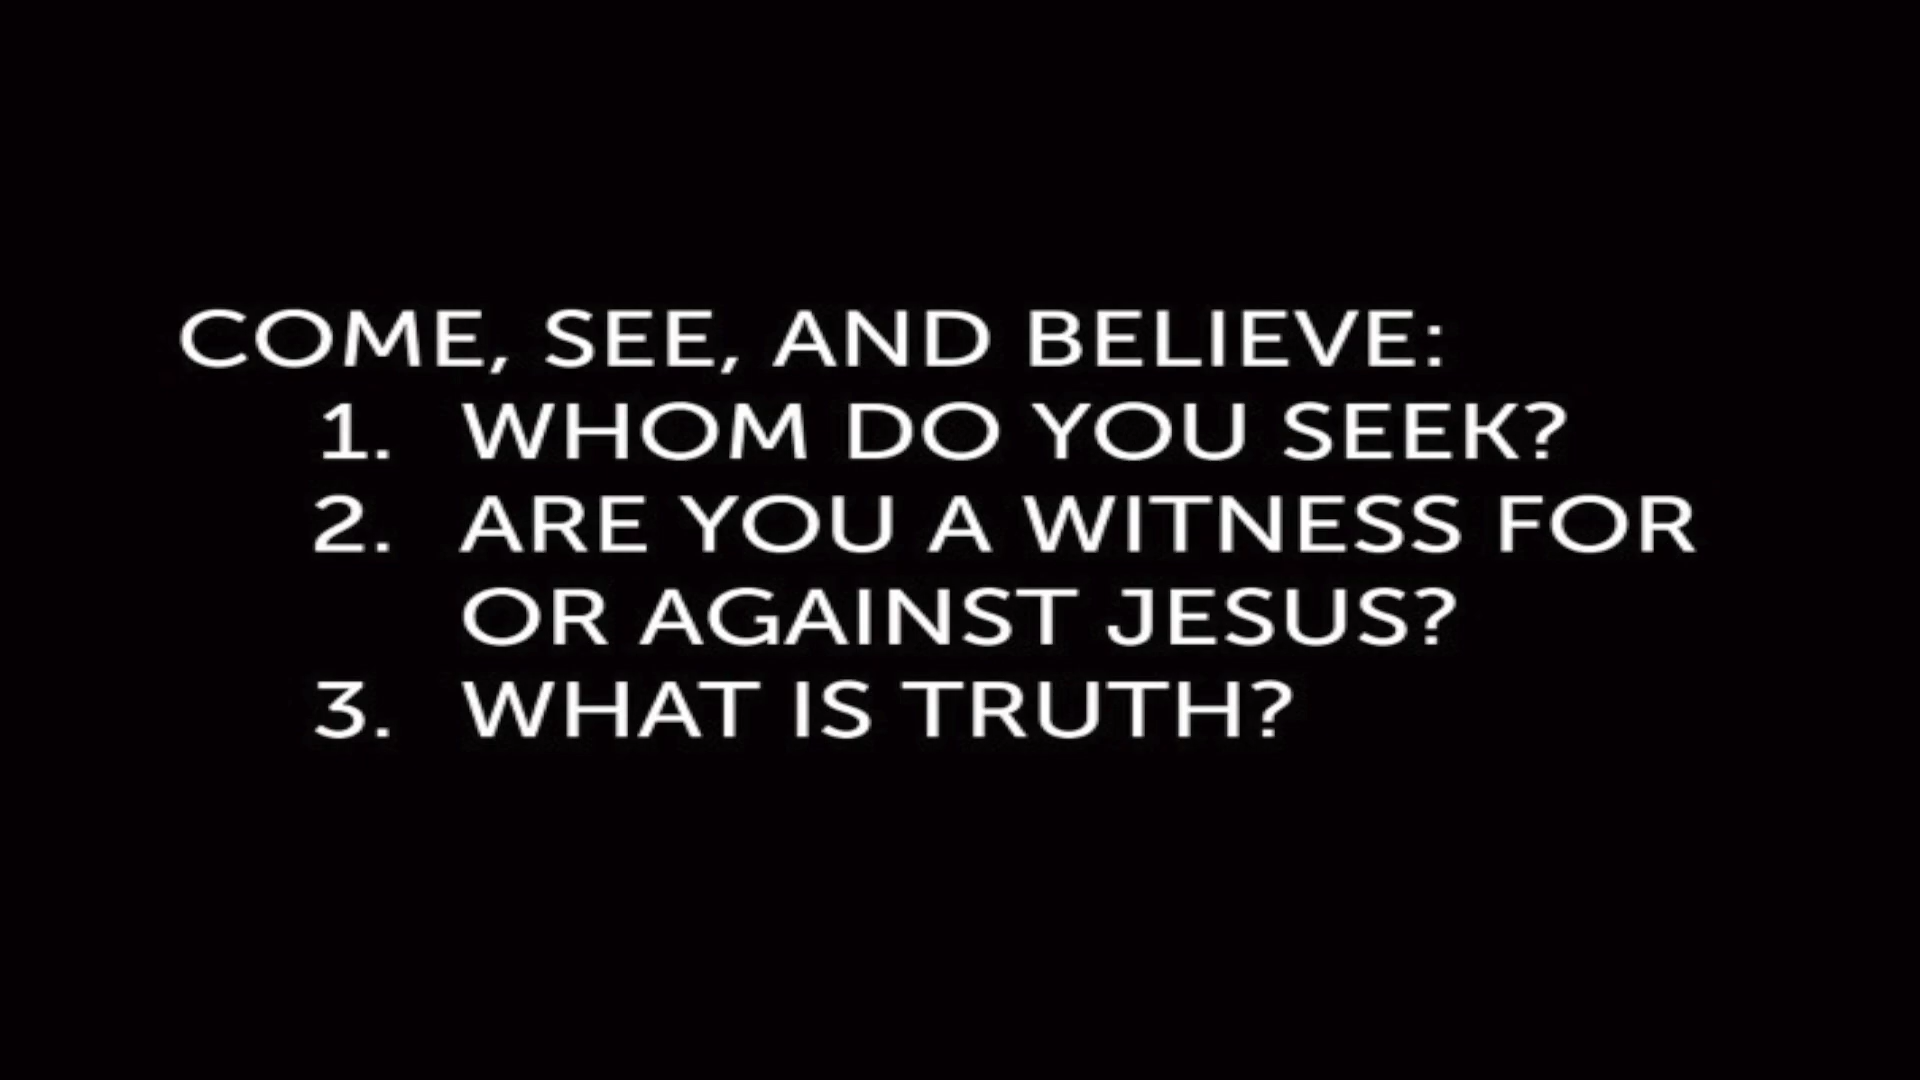 COME, SEE, AND BELIEVE:
1. WHOM DO YOU SEEK?
2. ARE YOU A WITNESS FOR
OR AGAINST JESUS?
3. WHAT IS TRUTH?